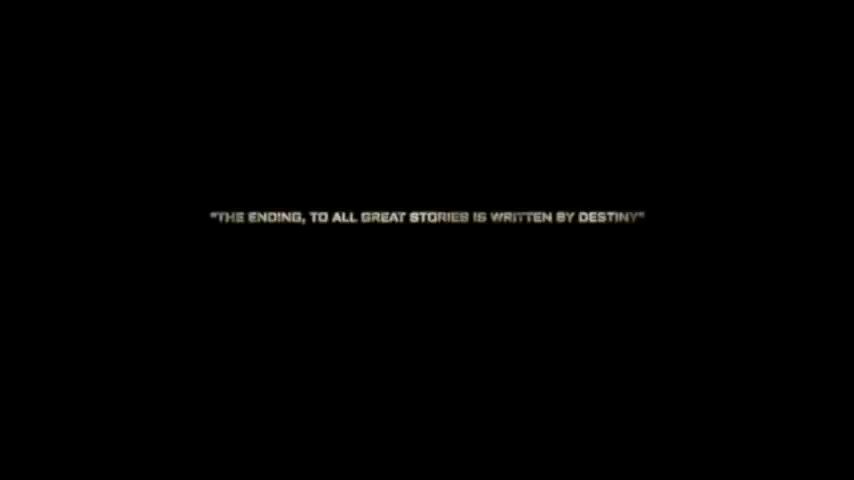 "THE ENDING, TO ALL GREAT STORIES IS WRITTEN BY DESTINY"